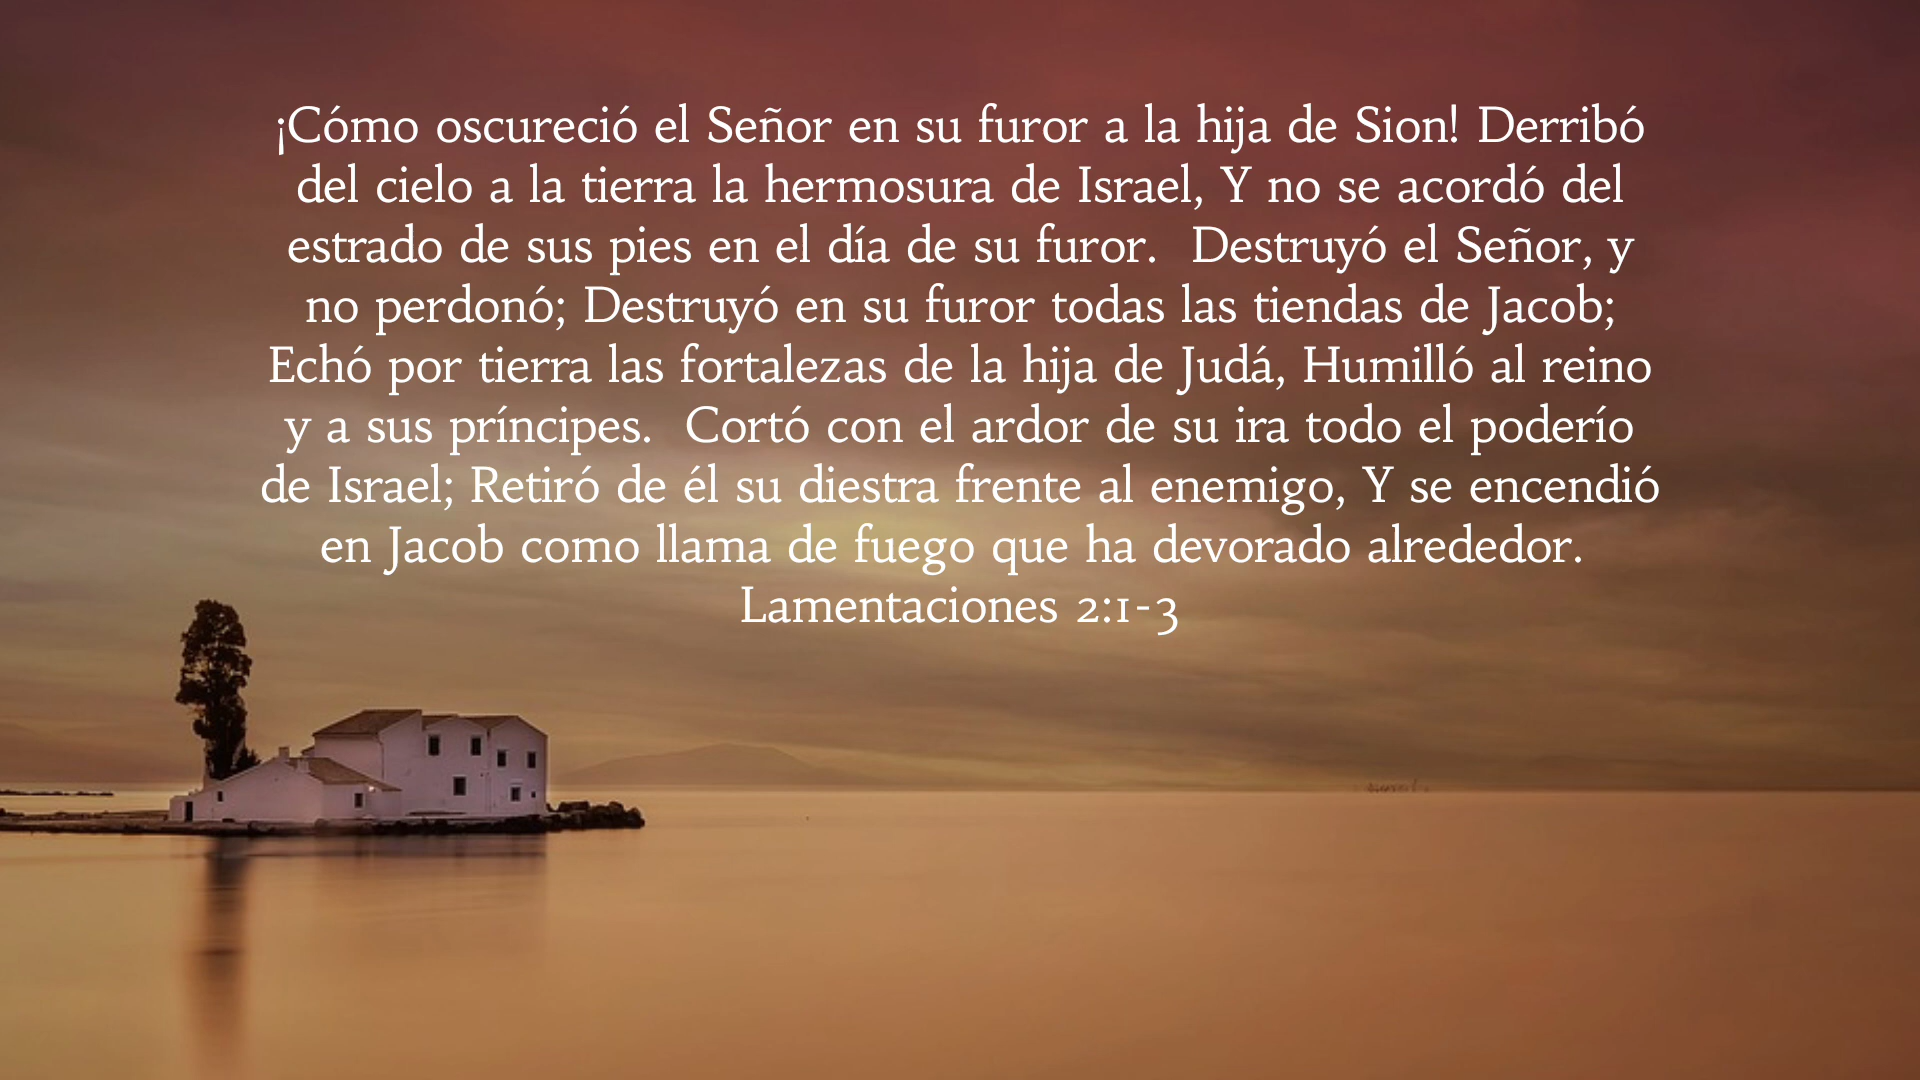 ¡Cómo oscureció el Señor en su furor a la hija de Sion! Derribó
del cielo a la tierra la hermosura de Israel, Y no se acordó del
estrado de sus pies en el día de su furor.  Destruyó el Señor, y
no perdonó; Destruyó en su furor todas las tiendas de Jacob;
Echó por tierra las fortalezas de la hija de Judá, Humilló al reino
y a sus príncipes.  Cortó con el ardor de su ira todo el poderío
de Israel; Retiró de él su diestra frente al enemigo, Y se encendió
en Jacob como llama de fuego que ha devorado alrededor.
Lamentaciones 2:1-3